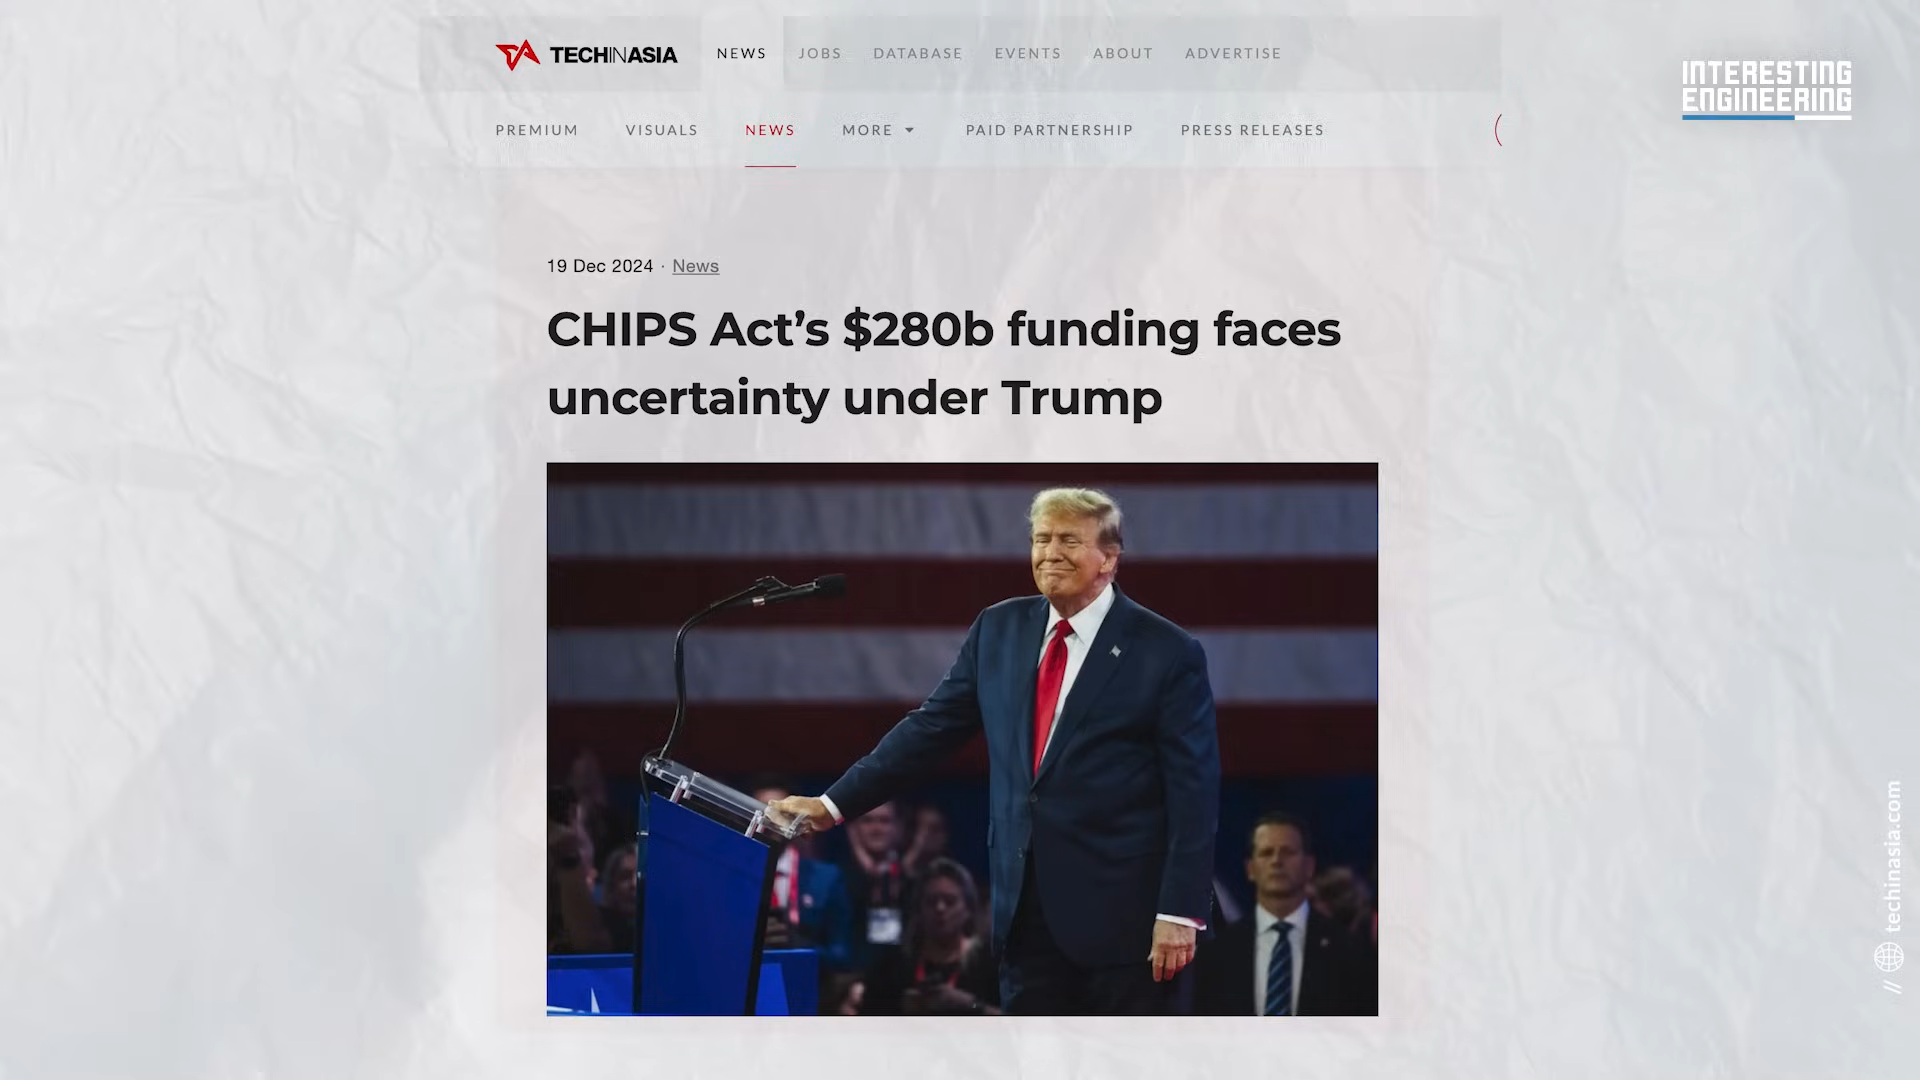 TECHINASIA NEWS JOBS DATABASE EVENTS ABOUT ADVERTISE
INTERESTING
ENGINEERING
PREMIUM VISUALS NEWS MORE PAID PARTNERSHIP PRESS RELEASES
19 Dec 2024 · News
CHIPS Act’s $280b funding faces
uncertainty under Trump
// techinasia.com